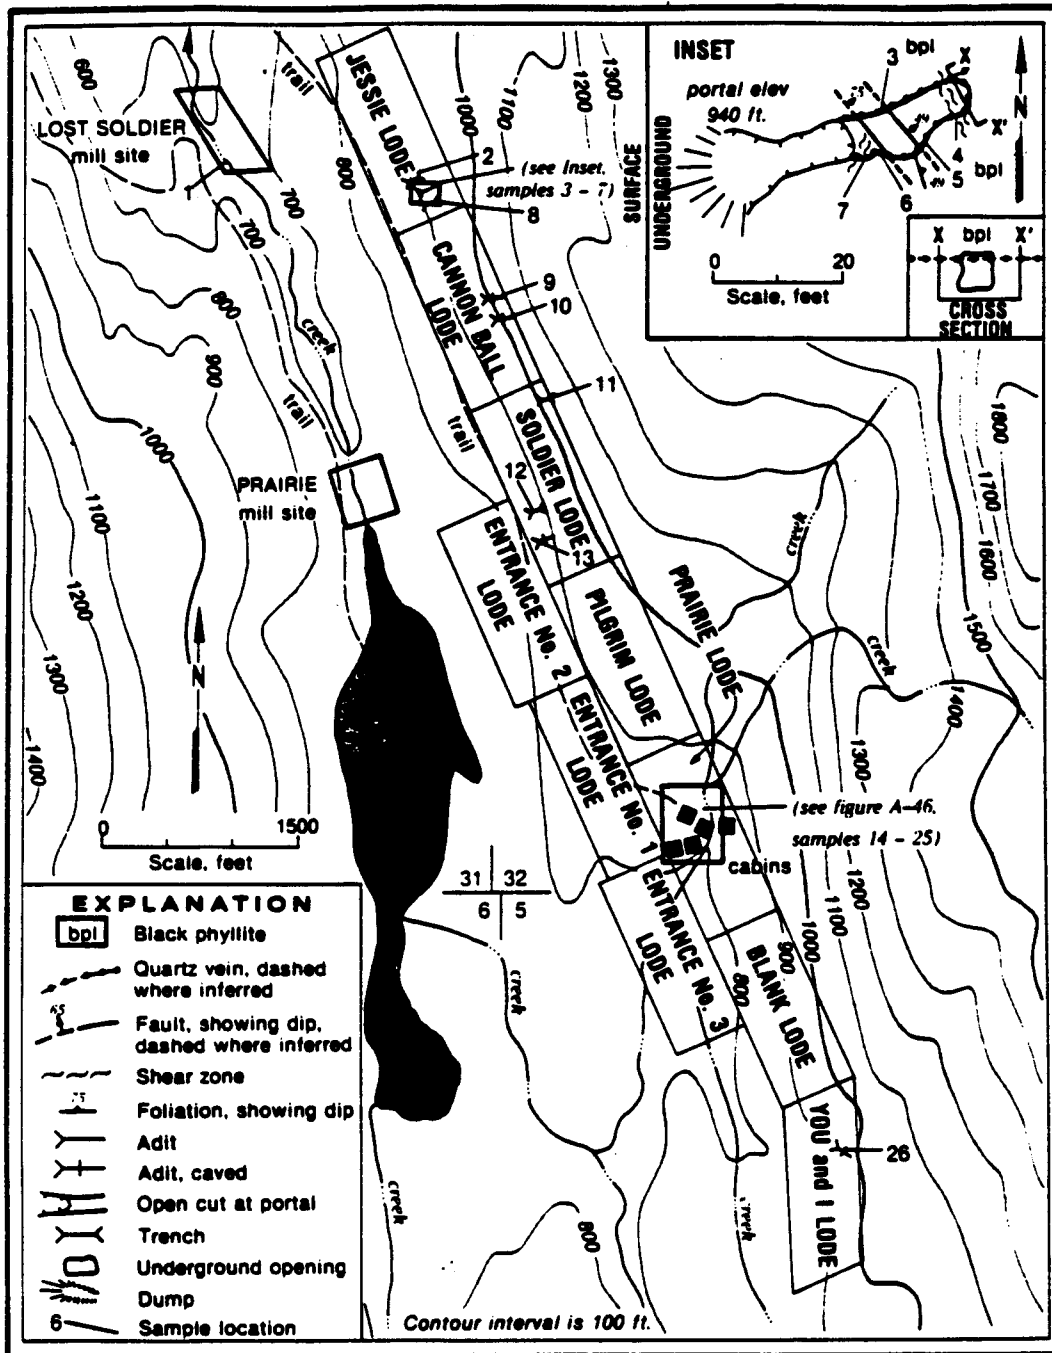 INSET
3 bpl
X
portal elev
940 ft.
75
N
X'
4
bpl
5
6
7
49
SURFACE
UNDERGROUND
0 20
Scale, feet
X bpl X'
CROSS
SECTION
600
trail
JESSIE LODE
1000
1100
1200
1300
LOST SOLDIER
mill site
700
700
800
2
(see Inset,
samples 3 - 7)
8
CANNON BALL
LODE
9
10
800
creek
900
trail
1000
11
trail
SOLDIER LODE
12
13
1800
1700
1600
1500
creek
PRAIRIE
mill site
1100
1200
1300
1400
N
ENTRANCE No. 2
LODE
PILGRIM LODE
PRAIRIE LODE
creek
1400
1300
ENTRANCE No. 1
LODE
0 1500
Scale, feet
(see figure A-46,
samples 14 - 25)
cabins
31 32
6 5
1200
1100
1000
900
800
ENTRANCE No. 3
LODE
BLANK LODE
creek
YOU and I LODE
26
creek
creek
800
EXPLANATION
bpl Black phyllite
Quartz vein, dashed
where inferred
65
Fault, showing dip,
dashed where inferred
Shear zone
75
Foliation, showing dip
Adit
Adit, caved
Open cut at portal
Trench
Underground opening
Dump
6 Sample location
Contour interval is 100 ft.